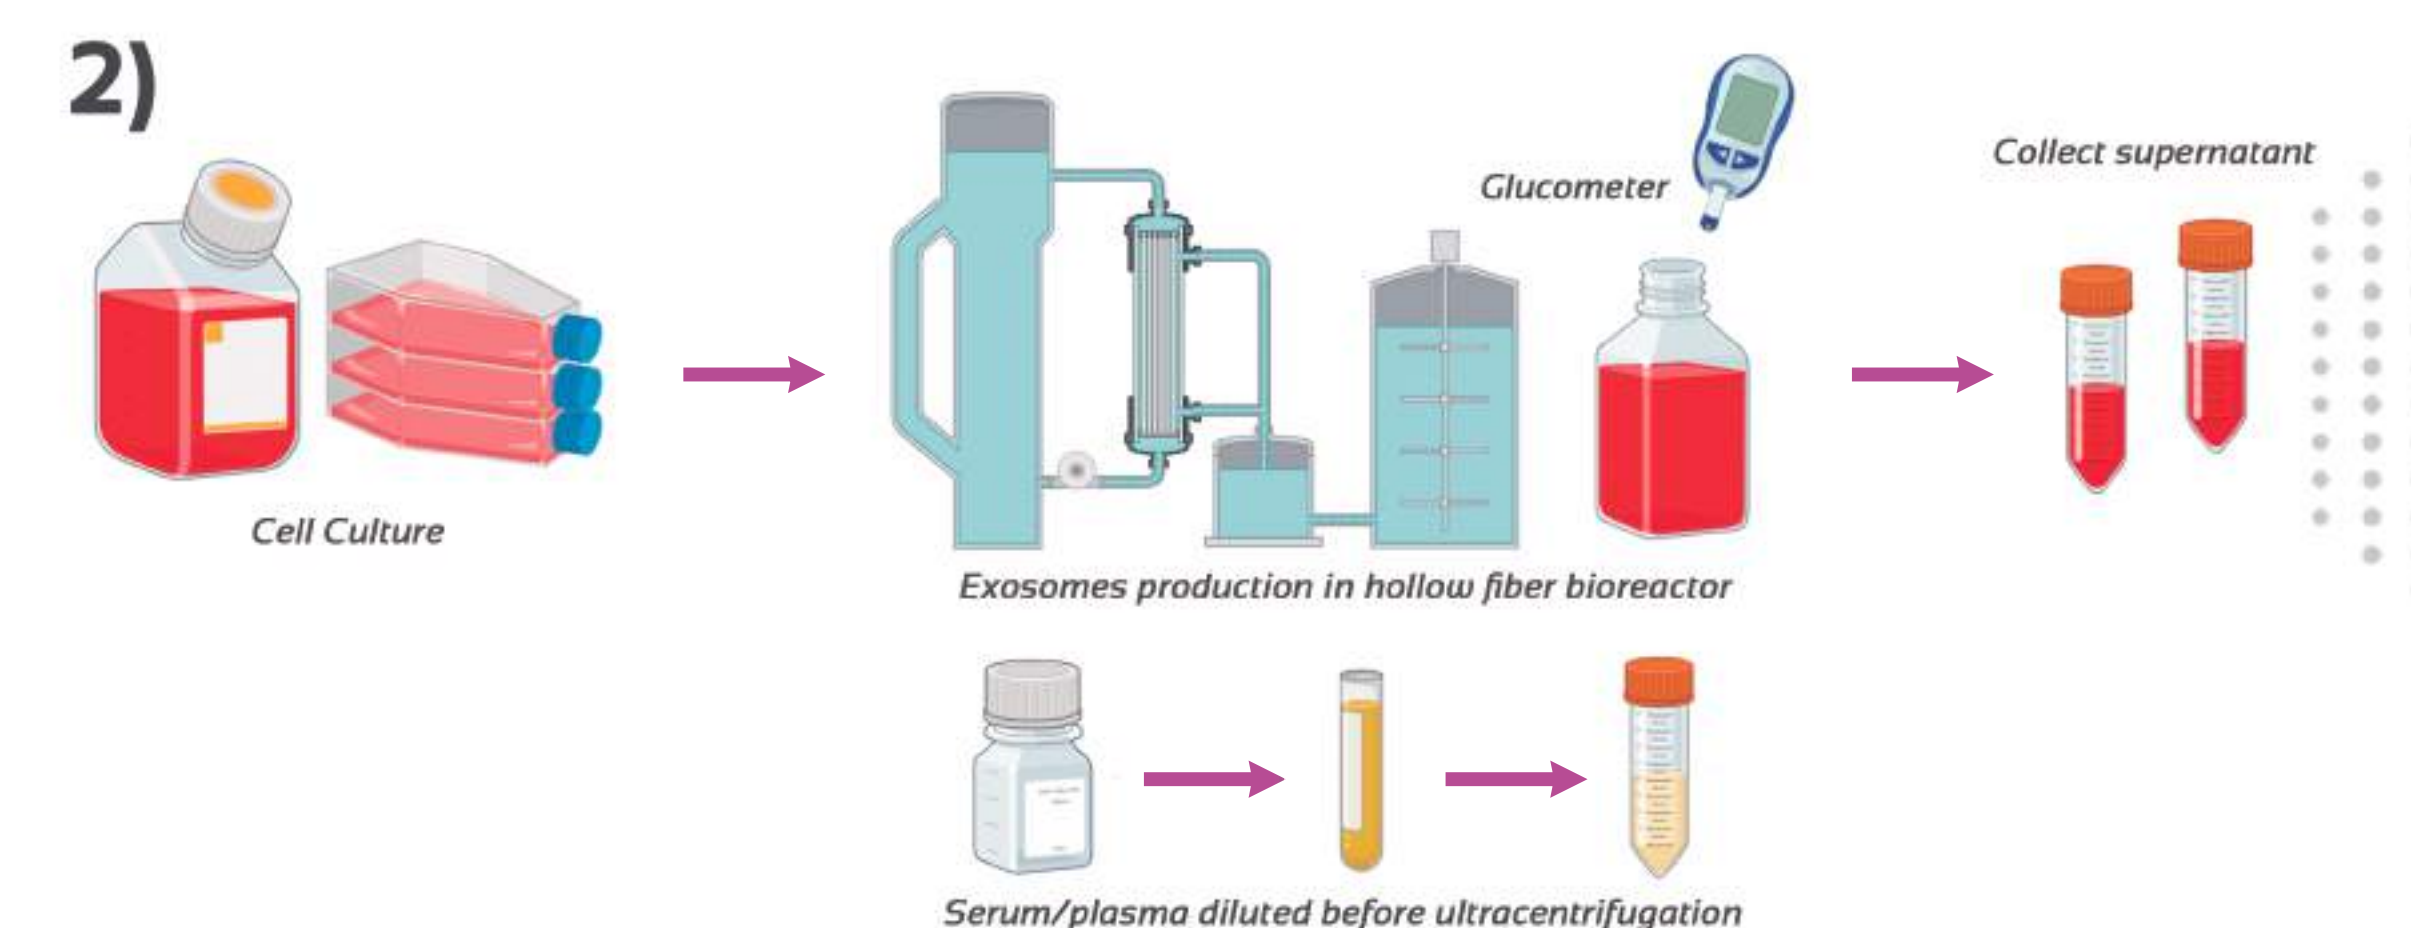 2)
Glucometer
Collect supernatant
Cell Culture
Exosomes production in hollow fiber bioreactor
Serum/plasma diluted before ultracentrifugation